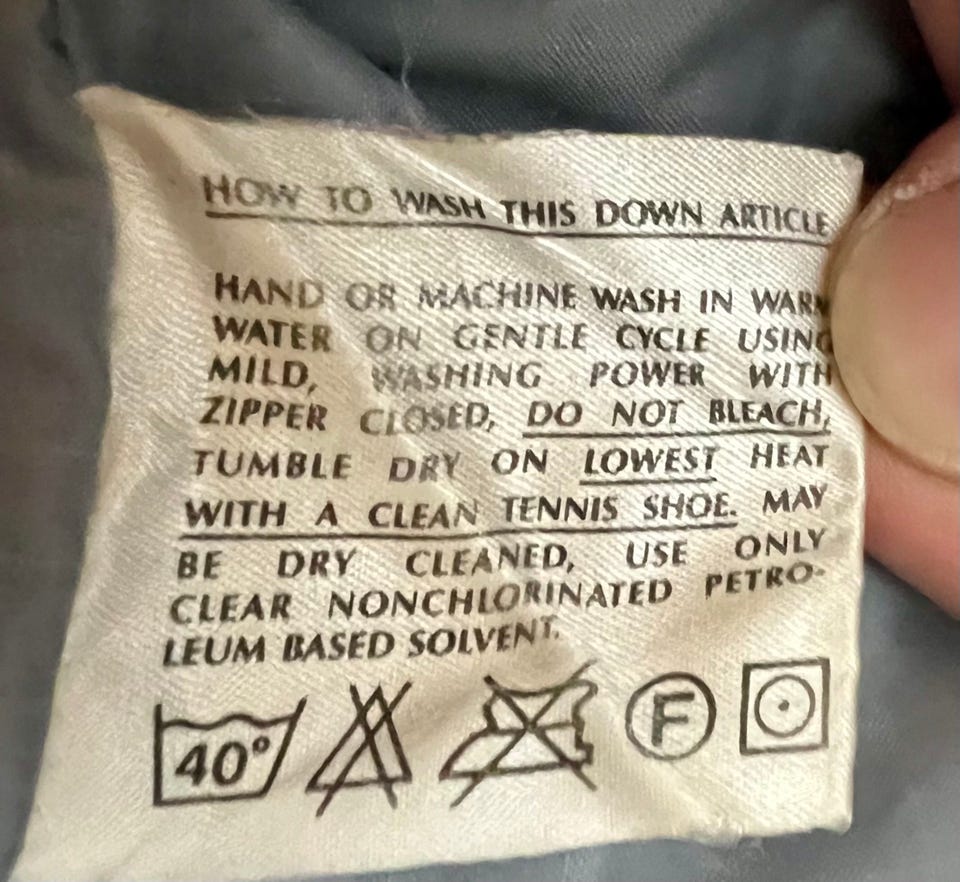 HOW TO WASH THIS DOWN ARTICLE
HAND OR MACHINE WASH IN WARM
WATER ON GENTLE CYCLE USING
MILD, WASHING POWER WITH
ZIPPER CLOSED, DO NOT BLEACH,
TUMBLE DRY ON LOWEST HEAT
WITH A CLEAN TENNIS SHOE. MAY
BE DRY CLEANED, USE ONLY
CLEAR NONCHLORINATED PETRO-
LEUM BASED SOLVENT.
40° F